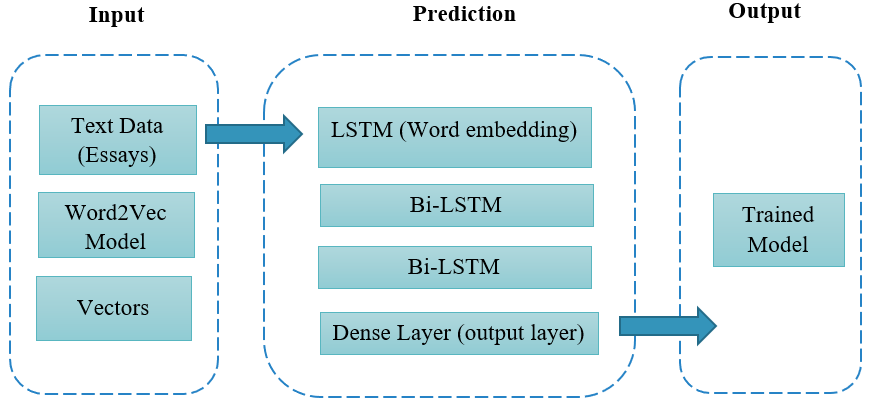 Input
Prediction
Output
Text Data
(Essays)
Word2Vec
Model
Vectors
LSTM (Word embedding)
Bi-LSTM
Bi-LSTM
Dense Layer (output layer)
Trained
Model